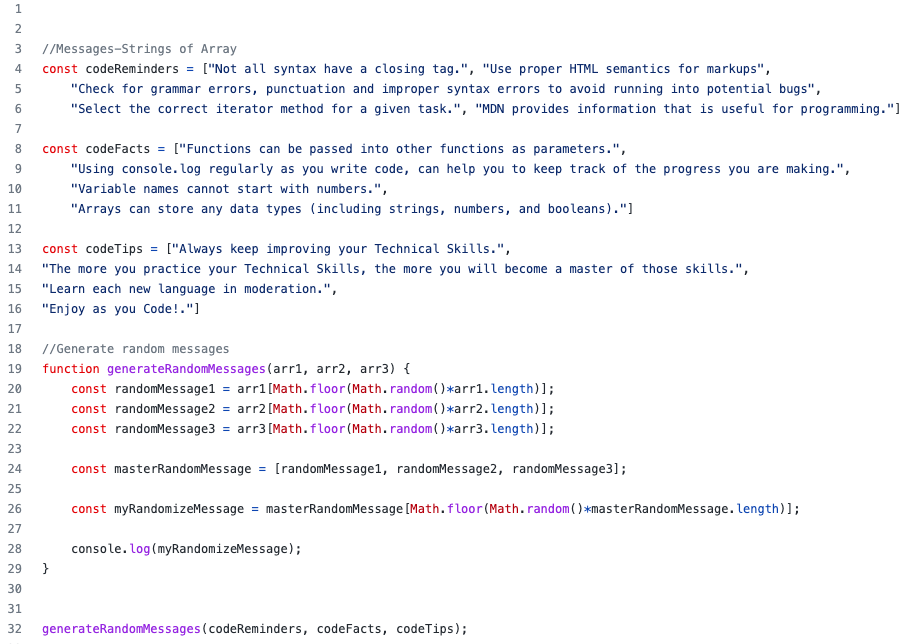 1
2
3 //Messages-Strings of Array
4 const codeReminders = ["Not all syntax have a closing tag.", "Use proper HTML semantics for markups",
5     "Check for grammar errors, punctuation and improper syntax errors to avoid running into potential bugs",
6     "Select the correct iterator method for a given task.", "MDN provides information that is useful for programming."]
7
8 const codeFacts = ["Functions can be passed into other functions as parameters.",
9     "Using console.log regularly as you write code, can help you to keep track of the progress you are making.",
10     "Variable names cannot start with numbers.",
11     "Arrays can store any data types (including strings, numbers, and booleans)."]
12
13 const codeTips = ["Always keep improving your Technical Skills.",
14 "The more you practice your Technical Skills, the more you will become a master of those skills.",
15 "Learn each new language in moderation.",
16 "Enjoy as you Code!."]
17
18 //Generate random messages
19 function generateRandomMessages(arr1, arr2, arr3) {
20     const randomMessage1 = arr1[Math.floor(Math.random()*arr1.length)];
21     const randomMessage2 = arr2[Math.floor(Math.random()*arr2.length)];
22     const randomMessage3 = arr3[Math.floor(Math.random()*arr3.length)];
23
24     const masterRandomMessage = [randomMessage1, randomMessage2, randomMessage3];
25
26     const myRandomizeMessage = masterRandomMessage[Math.floor(Math.random()*masterRandomMessage.length)];
27
28     console.log(myRandomizeMessage);
29 }
30
31
32 generateRandomMessages(codeReminders, codeFacts, codeTips);